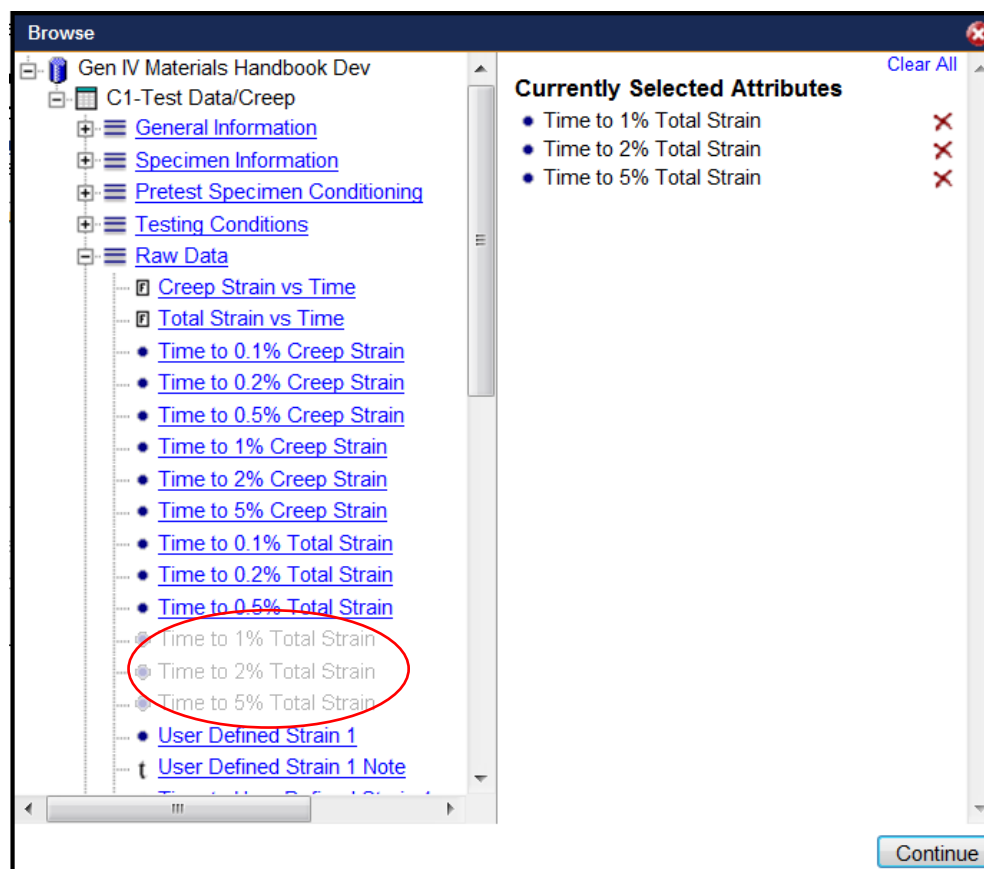 Browse
Gen IV Materials Handbook Dev
C1-Test Data/Creep
General Information
Specimen Information
Pretest Specimen Conditioning
Testing Conditions
Raw Data
F Creep Strain vs Time
F Total Strain vs Time
Time to 0.1% Creep Strain
Time to 0.2% Creep Strain
Time to 0.5% Creep Strain
Time to 1% Creep Strain
Time to 2% Creep Strain
Time to 5% Creep Strain
Time to 0.1% Total Strain
Time to 0.2% Total Strain
Time to 0.5% Total Strain
Time to 1% Total Strain
Time to 2% Total Strain
Time to 5% Total Strain
User Defined Strain 1
t User Defined Strain 1 Note
Clear All
Currently Selected Attributes
Time to 1% Total Strain
Time to 2% Total Strain
Time to 5% Total Strain
Continue